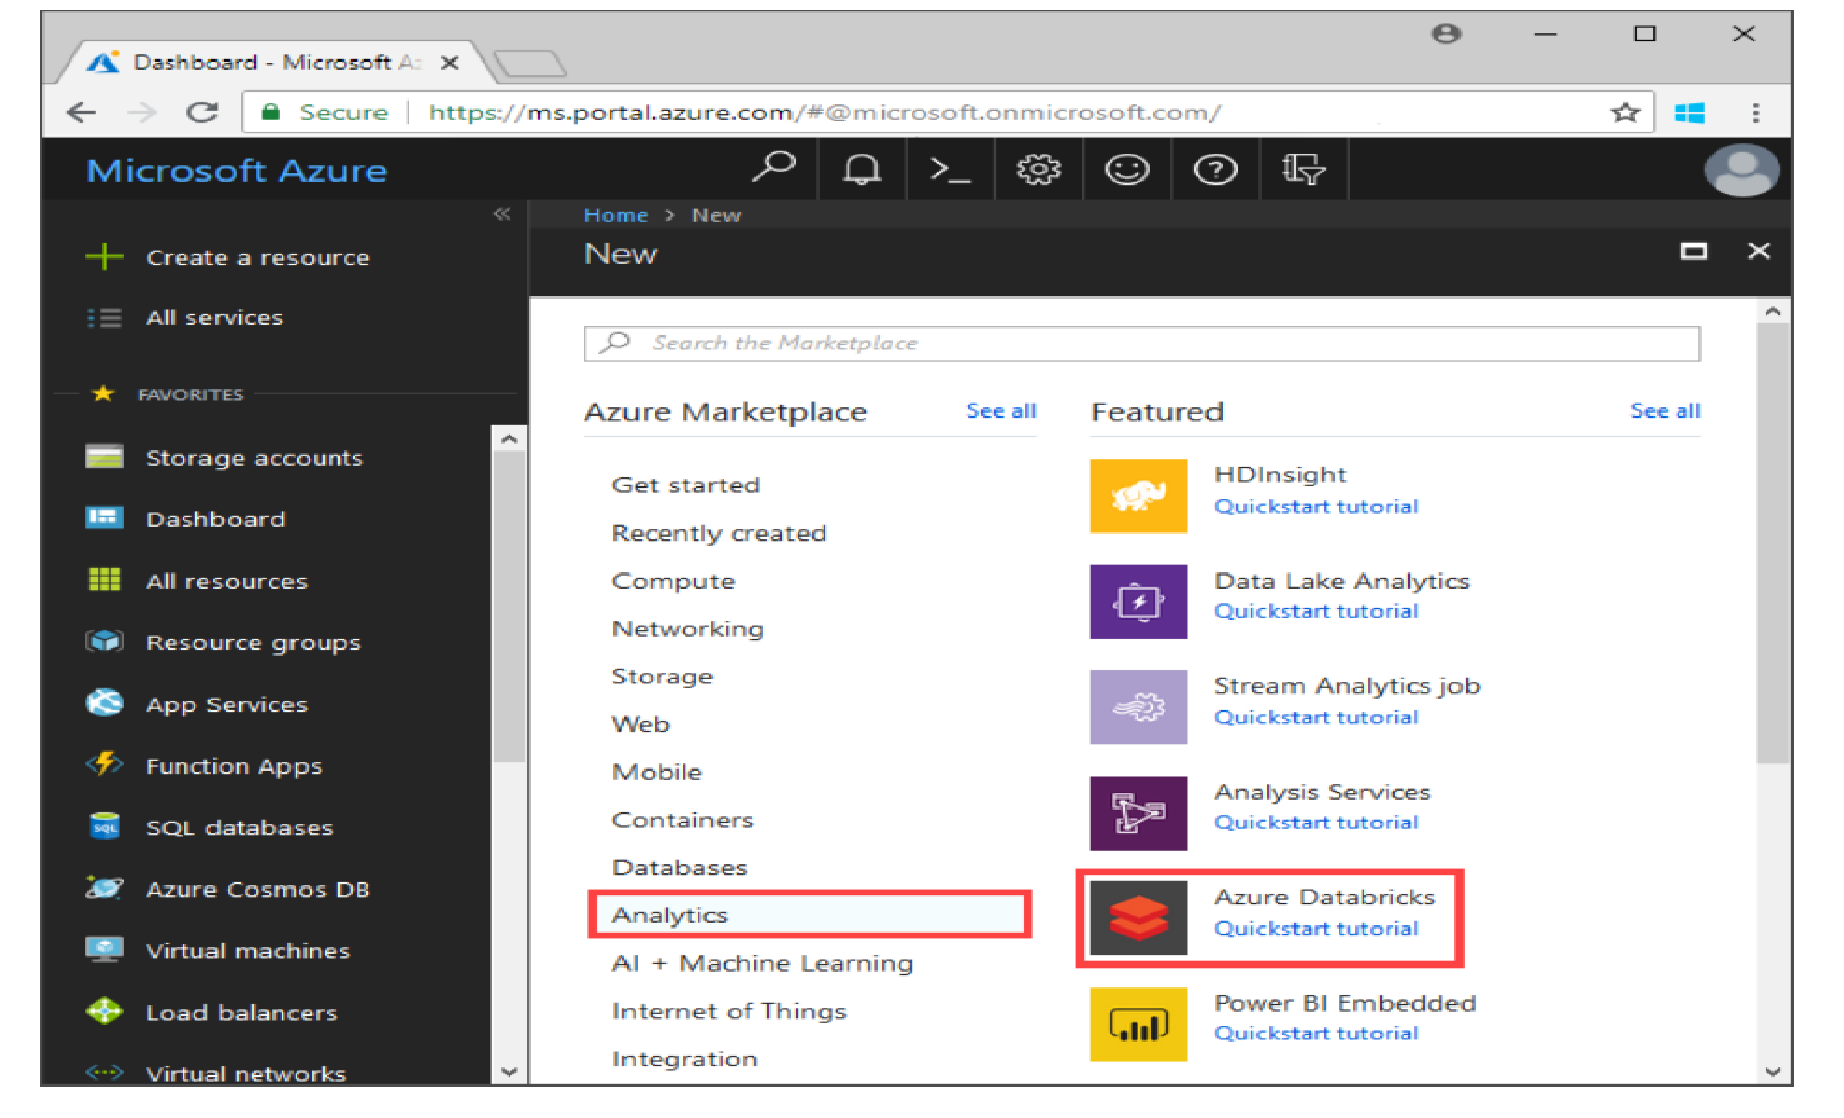 Dashboard - Microsoft Az
Secure https://ms.portal.azure.com/#@microsoft.onmicrosoft.com/
Microsoft Azure
>_
Create a resource
All services
FAVORITES
Storage accounts
Dashboard
All resources
Resource groups
App Services
Function Apps
SQL
SQL databases
Azure Cosmos DB
Virtual machines
Load balancers
Virtual networks
Home > New
New
Search the Marketplace
Azure Marketplace See all
Get started
Recently created
Compute
Networking
Storage
Web
Mobile
Containers
Databases
Analytics
AI + Machine Learning
Internet of Things
Integration
Featured See all
HDInsight
Quickstart tutorial
Data Lake Analytics
Quickstart tutorial
Stream Analytics job
Quickstart tutorial
Analysis Services
Quickstart tutorial
Azure Databricks
Quickstart tutorial
Power BI Embedded
Quickstart tutorial